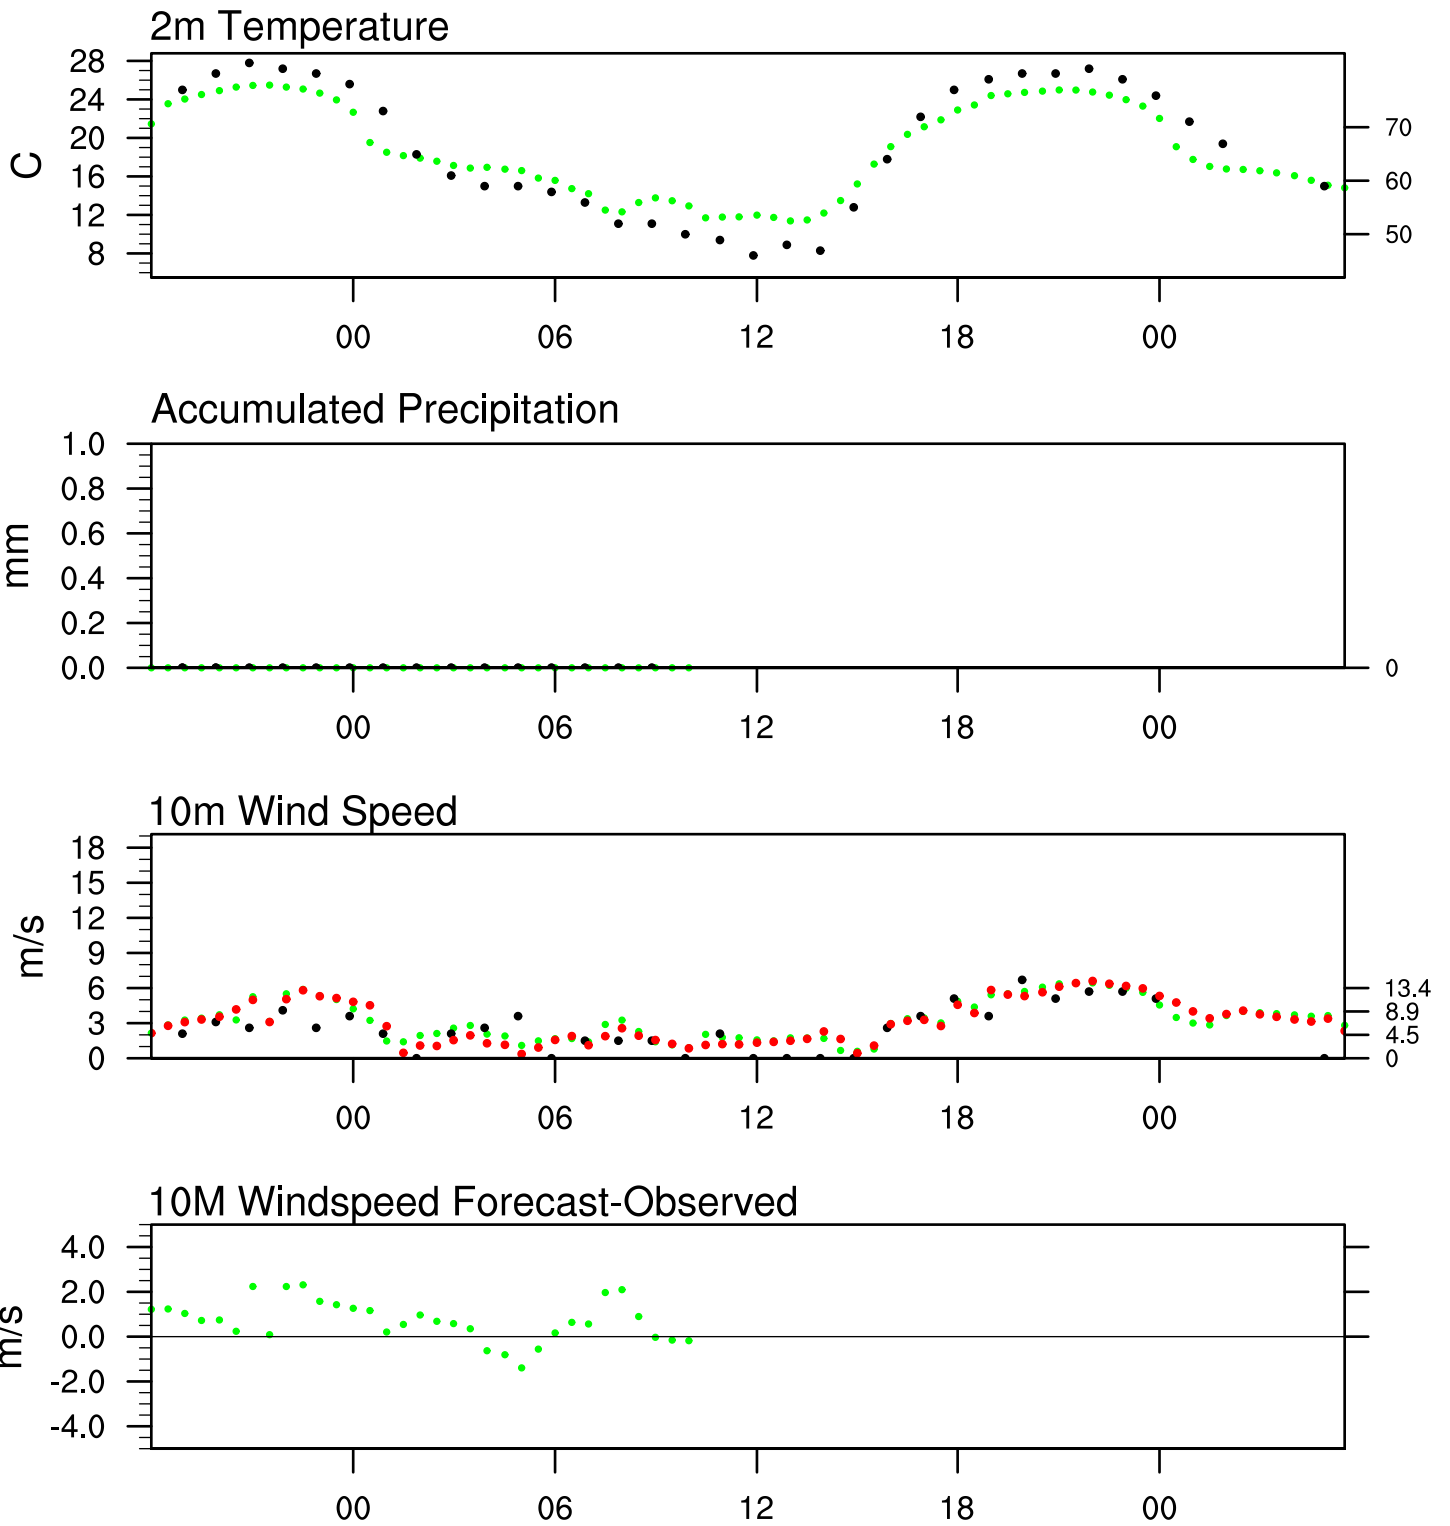 2m Temperature
28
24
20
16
12
8
C
70
60
50
00 06 12 18 00
Accumulated Precipitation
1.0
0.8
0.6
0.4
0.2
0.0
mm
0
00 06 12 18 00
10m Wind Speed
18
15
12
9
6
3
0
m/s
13.4
8.9
4.5
0
00 06 12 18 00
10M Windspeed Forecast-Observed
4.0
2.0
0.0
-2.0
-4.0
m/s
00 06 12 18 00